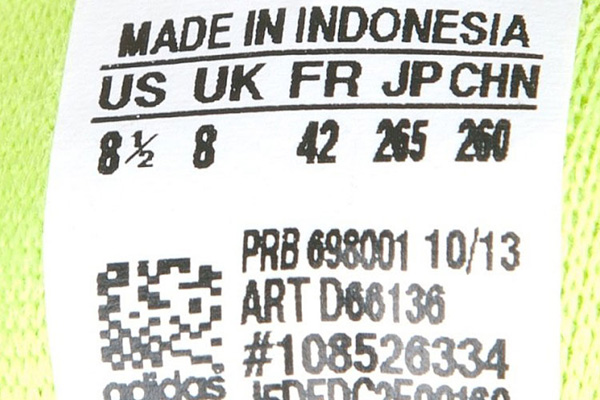 MADE IN INDONESIA
US UK FR JP CHN
8½ 8 42 265 260
PRB 698001 10/13
ART D66136
#108526334
adidas